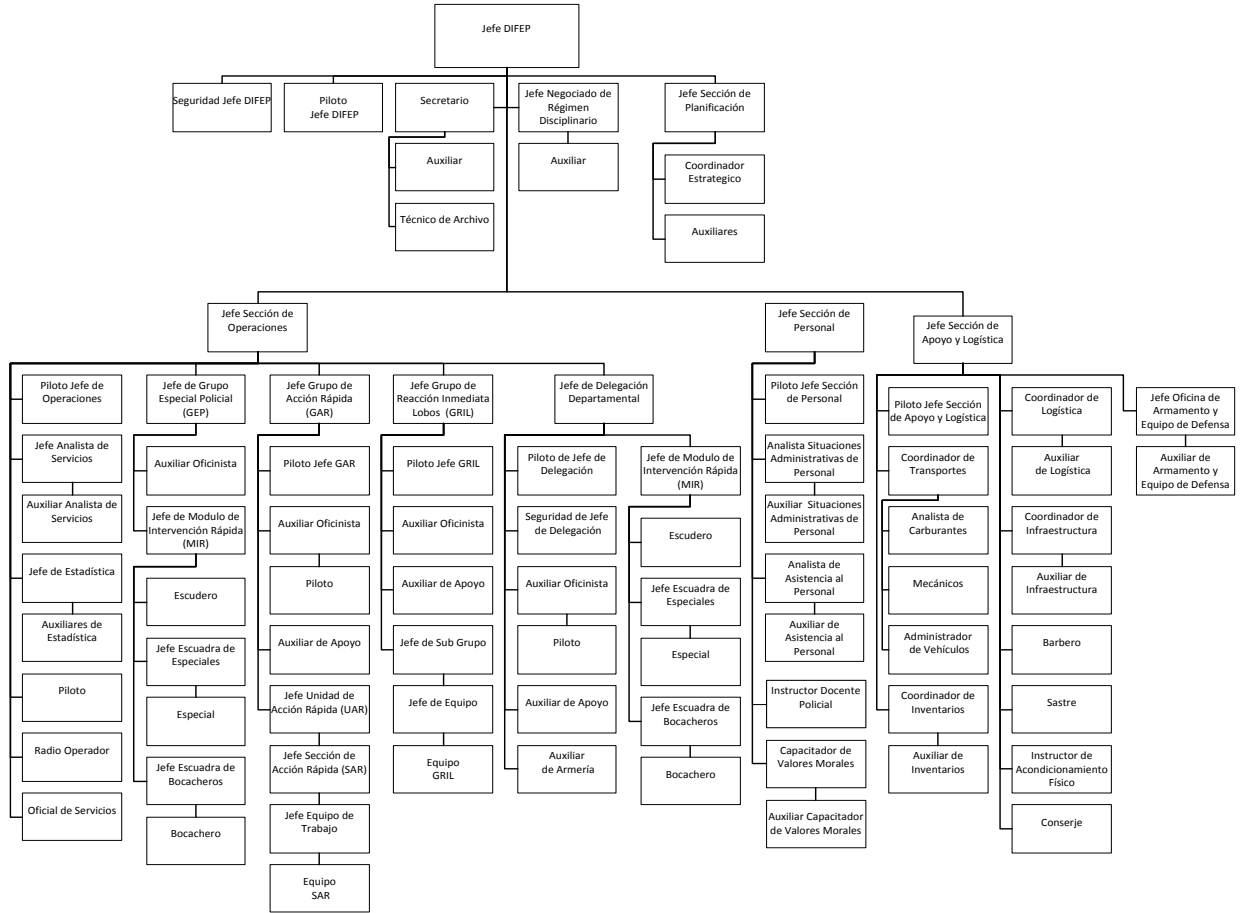 Jefe DIFEP
Seguridad Jefe DIFEP
Piloto
Jefe DIFEP
Secretario
Jefe Negociado de
Régimen
Disciplinario
Jefe Sección de
Planificación
Auxiliar
Auxiliar
Coordinador
Estrategico
Técnico de Archivo
Auxiliares
Jefe Sección de
Operaciones
Jefe Sección de
Personal
Jefe Sección de
Apoyo y Logística
Piloto Jefe de
Operaciones
Jefe Analista de
Servicios
Auxiliar Analista de
Servicios
Jefe de Estadística
Auxiliares de
Estadística
Piloto
Radio Operador
Oficial de Servicios
Jefe de Grupo
Especial Policial
(GEP)
Auxiliar Oficinista
Jefe de Modulo de
Intervención Rápida
(MIR)
Escudero
Jefe Escuadra de
Especiales
Especial
Jefe Escuadra de
Bocacheros
Bocachero
Jefe Grupo de
Acción Rápida
(GAR)
Piloto Jefe GAR
Auxiliar Oficinista
Piloto
Auxiliar de Apoyo
Jefe Unidad de
Acción Rápida (UAR)
Jefe Sección de
Acción Rápida (SAR)
Jefe Equipo de
Trabajo
Equipo
SAR
Jefe Grupo de
Reacción Inmediata
Lobos (GRIL)
Piloto Jefe GRIL
Auxiliar Oficinista
Auxiliar de Apoyo
Jefe de Sub Grupo
Jefe de Equipo
Equipo
GRIL
Jefe de Delegación
Departamental
Piloto de Jefe de
Delegación
Seguridad de Jefe
de Delegación
Auxiliar Oficinista
Piloto
Auxiliar de Apoyo
Auxiliar
de Armería
Jefe de Modulo de
Intervención Rápida
(MIR)
Escudero
Jefe Escuadra de
Especiales
Especial
Jefe Escuadra de
Bocacheros
Bocachero
Piloto Jefe Sección
de Personal
Analista Situaciones
Administrativas de
Personal
Auxiliar Situaciones
Administrativas de
Personal
Analista de
Asistencia al
Personal
Auxiliar de
Asistencia al
Personal
Instructor Docente
Policial
Capacitador de
Valores Morales
Auxiliar Capacitador
de Valores Morales
Piloto Jefe Sección
de Apoyo y Logística
Coordinador de
Transportes
Analista de
Carburantes
Mecánicos
Administrador
de Vehículos
Coordinador de
Inventarios
Auxiliar de
Inventarios
Coordinador de
Logística
Auxiliar
de Logística
Coordinador de
Infraestructura
Auxiliar de
Infraestructura
Barbero
Sastre
Instructor de
Acondicionamiento
Físico
Conserje
Jefe Oficina de
Armamento y
Equipo de Defensa
Auxiliar de
Armamento y
Equipo de Defensa